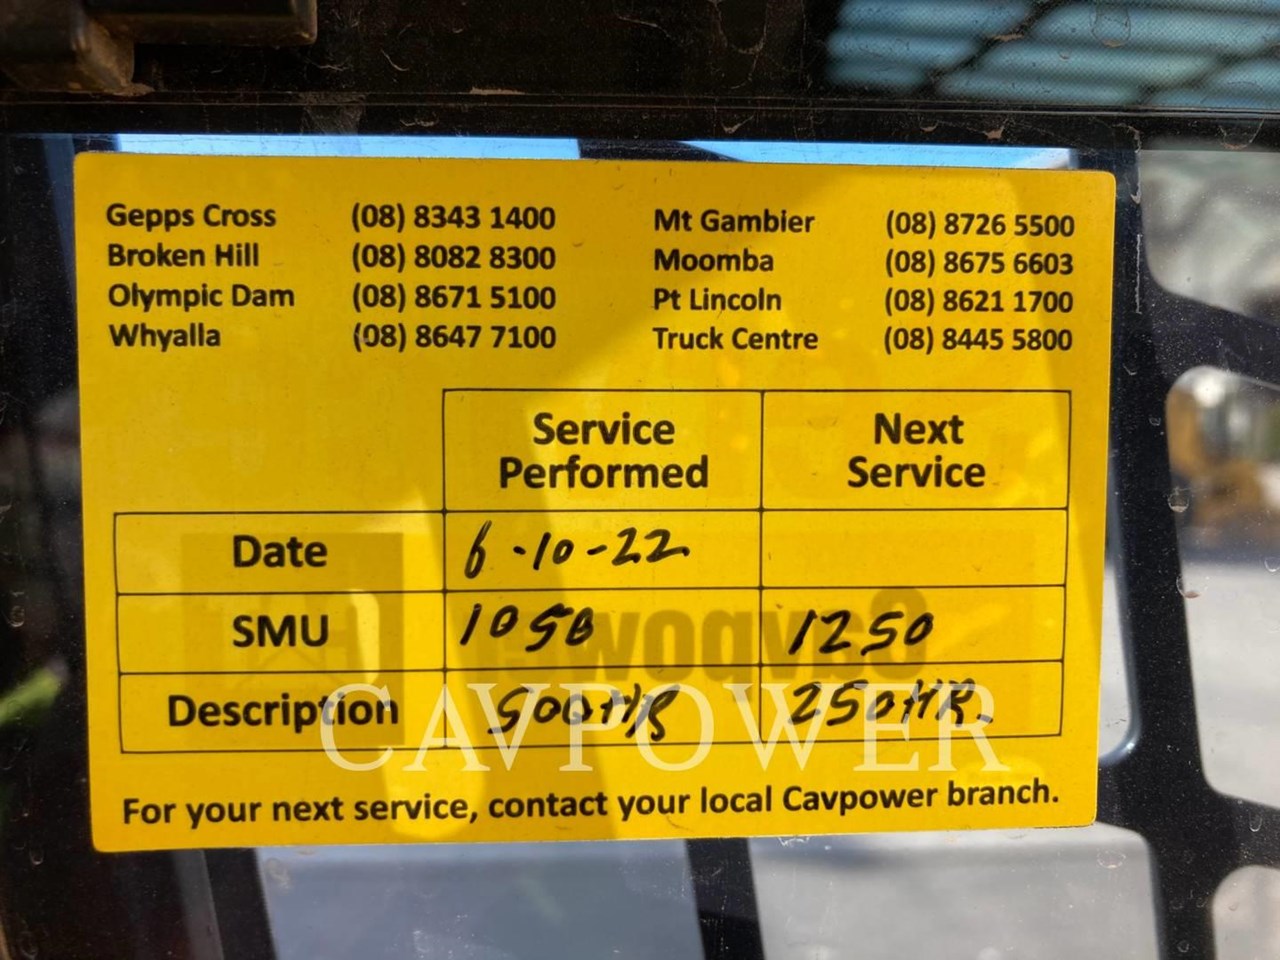 Gepps Cross (08) 8343 1400 Mt Gambier (08) 8726 5500
Broken Hill (08) 8082 8300 Moomba (08) 8675 6603
Olympic Dam (08) 8671 5100 Pt Lincoln (08) 8621 1700
Whyalla (08) 8647 7100 Truck Centre (08) 8445 5800
Service Performed Next Service
Date 6-10-22
SMU 1050 1250
Description 500HR 250HR.
CAVPOWER
For your next service, contact your local Cavpower branch.